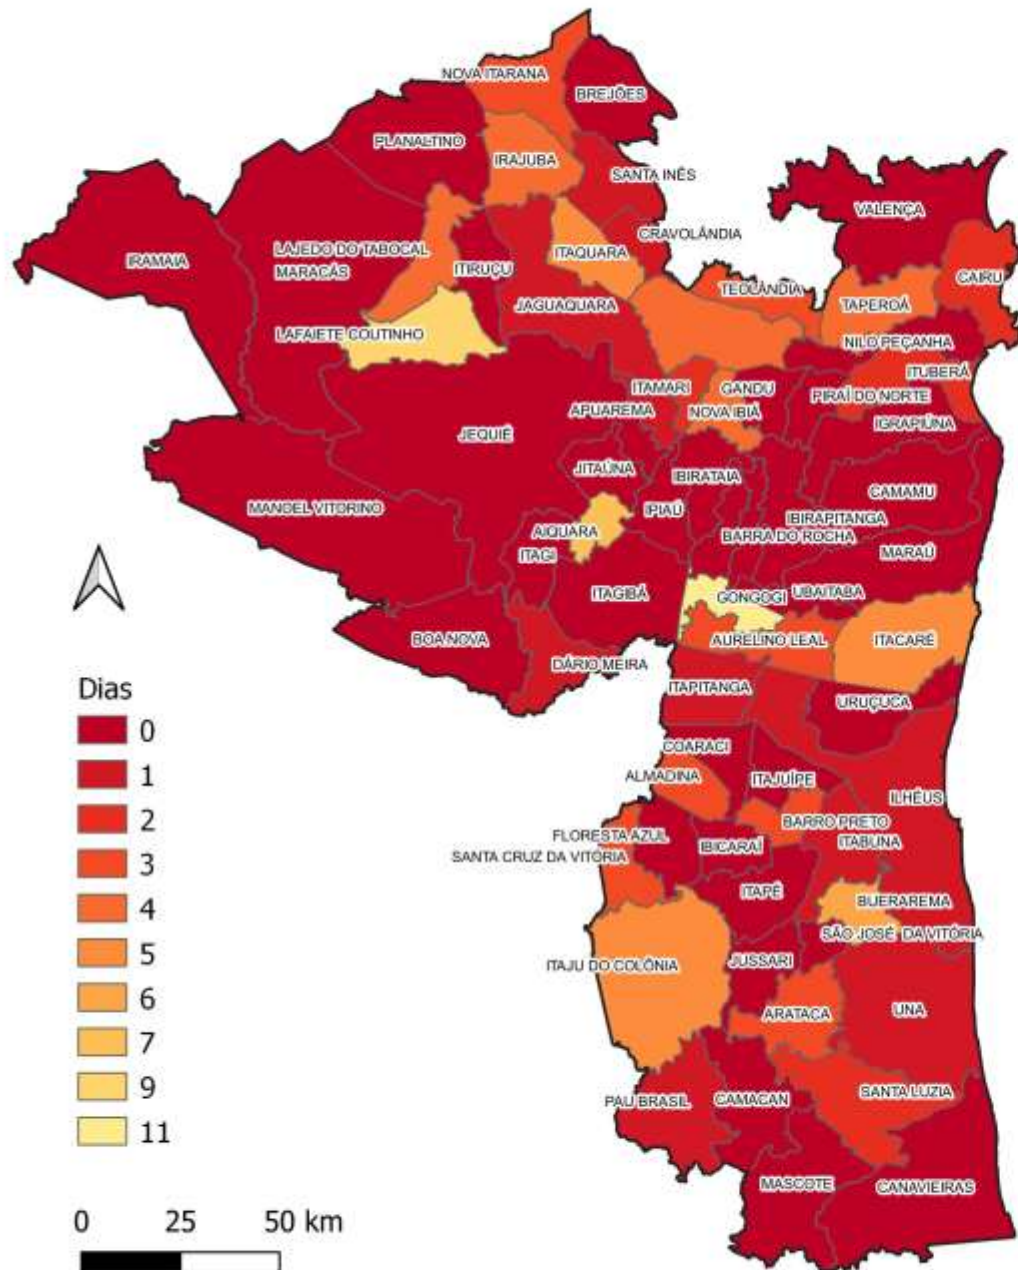 NOVA ITARANA
BREJÕES
PLANALTINO
IRAJUBA
SANTA INÊS
VALENÇA
CRAVOLÂNDIA
LAJEDO DO TABOCAL
ITAQUARA
IRAMAIA
MARACÁS
ITIRUÇU
CAIRU
TEOLÂNDIA
JAGUAQUARA
TAPEROÁ
LAFAIETE COUTINHO
NILO PEÇANHA
ITUBERÁ
ITAMARI
GANDU
PIRAÍ DO NORTE
APUAREMA
NOVA IBIÁ
IGRAPIÚNA
JEQUIÉ
JITAÚNA
IBIRATAIA
CAMAMU
MANOEL VITORINO
IPIAÚ
IBIRAPITANGA
AIQUARA
BARRA DO ROCHA
ITAGI
MARAÚ
ITAGIBÁ
GONGOGI
UBAITABA
BOA NOVA
AURELINO LEAL
ITACARÉ
DÁRIO MEIRA
ITAPITANGA
URUÇUCA
COARACI
ALMADINA
ITAJUÍPE
ILHÉUS
BARRO PRETO
FLORESTA AZUL
IBICARAÍ
ITABUNA
SANTA CRUZ DA VITÓRIA
ITAPÉ
BUERAREMA
SÃO JOSÉ DA VITÓRIA
ITAJU DO COLÔNIA
JUSSARI
ARATACA
UNA
SANTA LUZIA
PAU BRASIL
CAMACAN
MASCOTE
CANAVIEIRAS
Dias
0
1
2
3
4
5
6
7
9
11
0 25 50 km